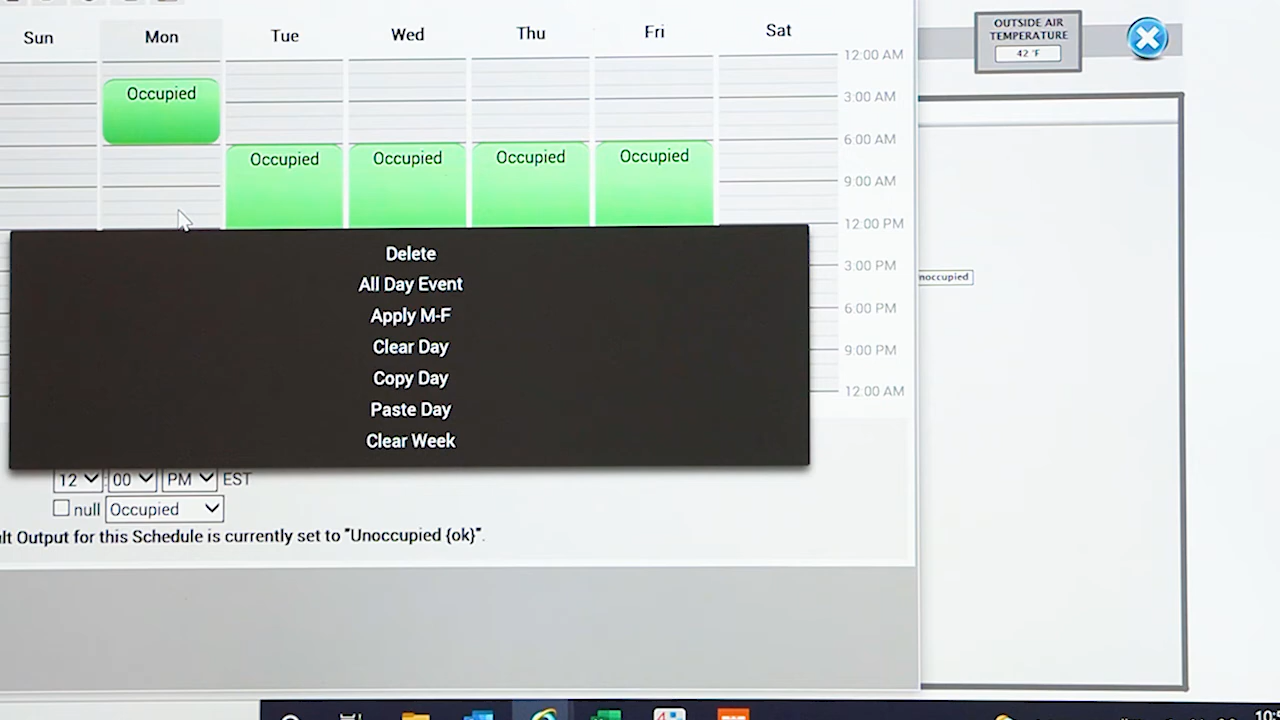 Sun Mon Tue Wed Thu Fri Sat
12:00 AM
3:00 AM
6:00 AM
9:00 AM
12:00 PM
3:00 PM
6:00 PM
9:00 PM
12:00 AM
Occupied
Occupied Occupied Occupied Occupied
OUTSIDE AIR
TEMPERATURE
42 °F
noccupied
Delete
All Day Event
Apply M-F
Clear Day
Copy Day
Paste Day
Clear Week
12 : 00 PM EST
null Occupied
lt Output for this Schedule is currently set to "Unoccupied {ok}".